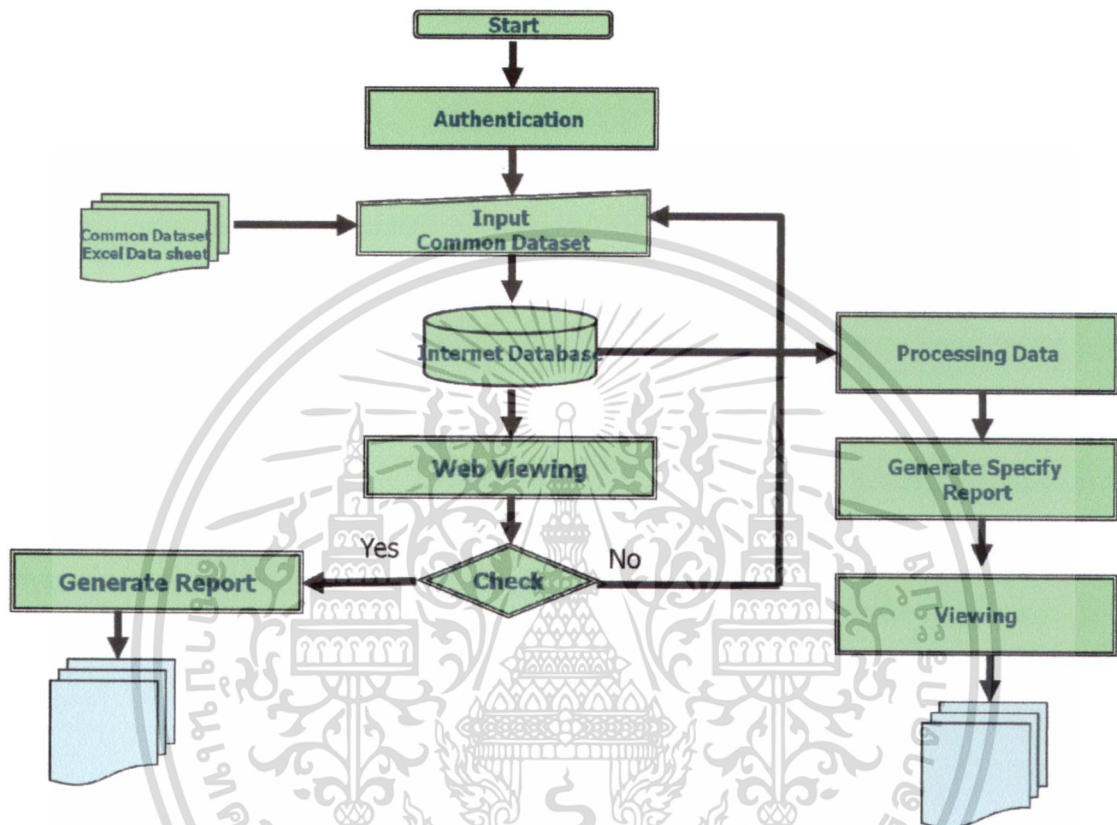 Start
Authentication
Input
Common Dataset
Common Dataset
Excel Data sheet
Internet Database
Processing Data
Web Viewing
Generate Specify
Report
Yes
Check
No
Generate Report
Viewing